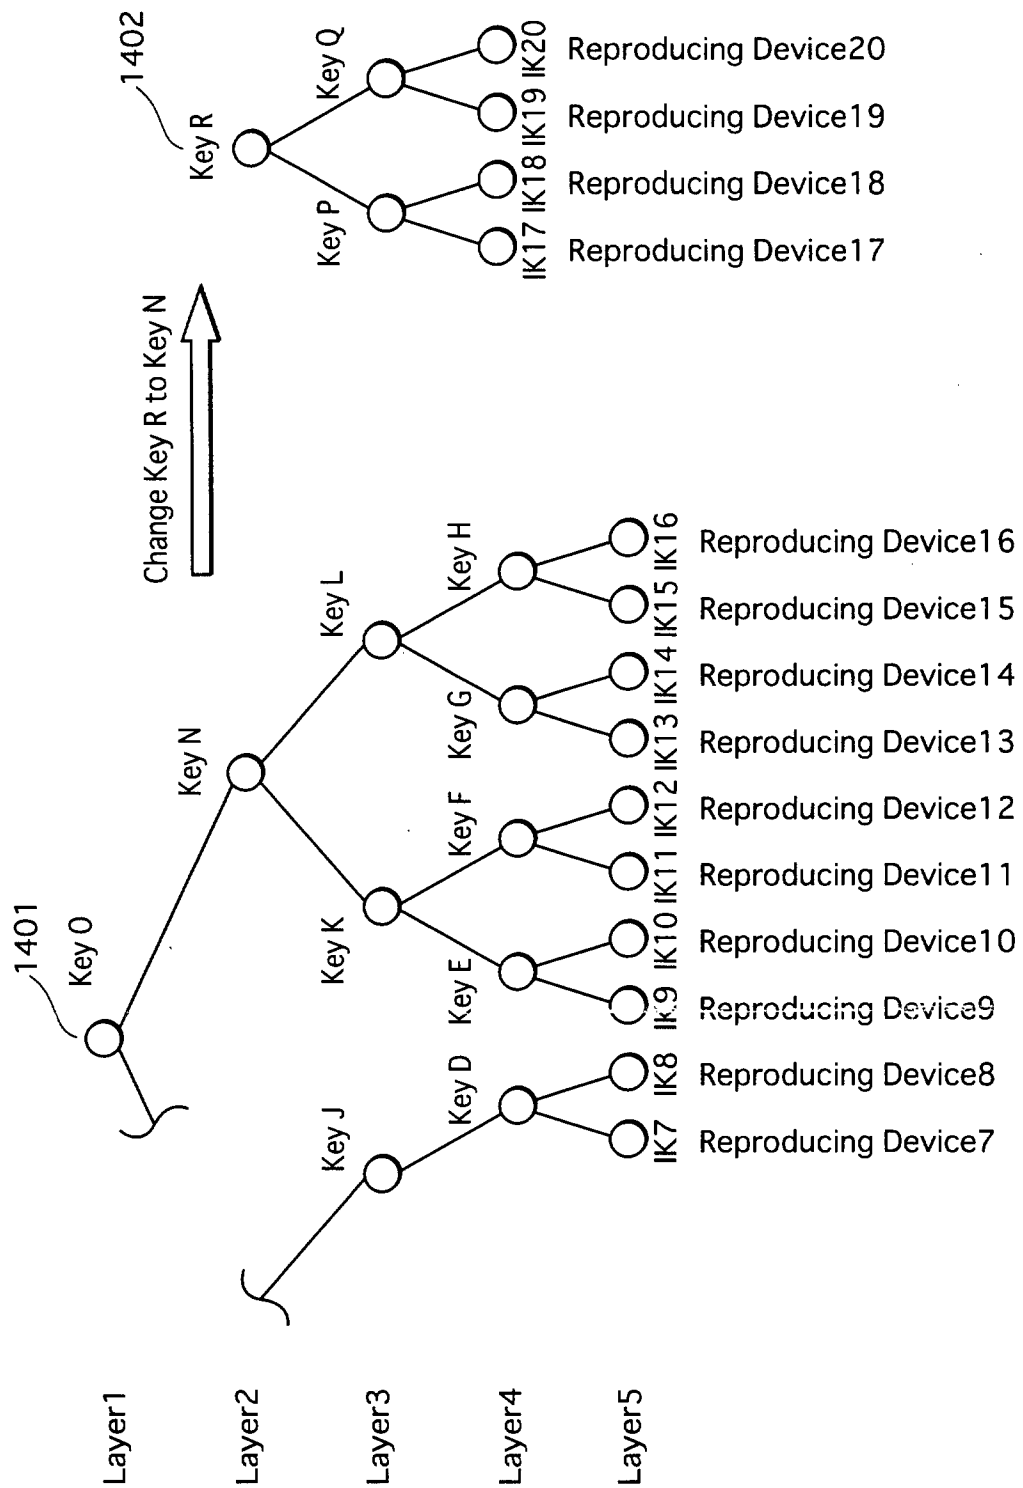 1401
1402
Key O
Change Key R to Key N
Key R
Key N
Key P
Key Q
Key J
Key K
Key L
Key D
Key E
Key F
Key G
Key H
IK17
IK18
IK19
IK20
Reproducing Device17
Reproducing Device18
Reproducing Device19
Reproducing Device20
IK7
IK8
IK9
IK10
IK11
IK12
IK13
IK14
IK15
IK16
Reproducing Device7
Reproducing Device8
Reproducing Device9
Reproducing Device10
Reproducing Device11
Reproducing Device12
Reproducing Device13
Reproducing Device14
Reproducing Device15
Reproducing Device16
Layer1
Layer2
Layer3
Layer4
Layer5